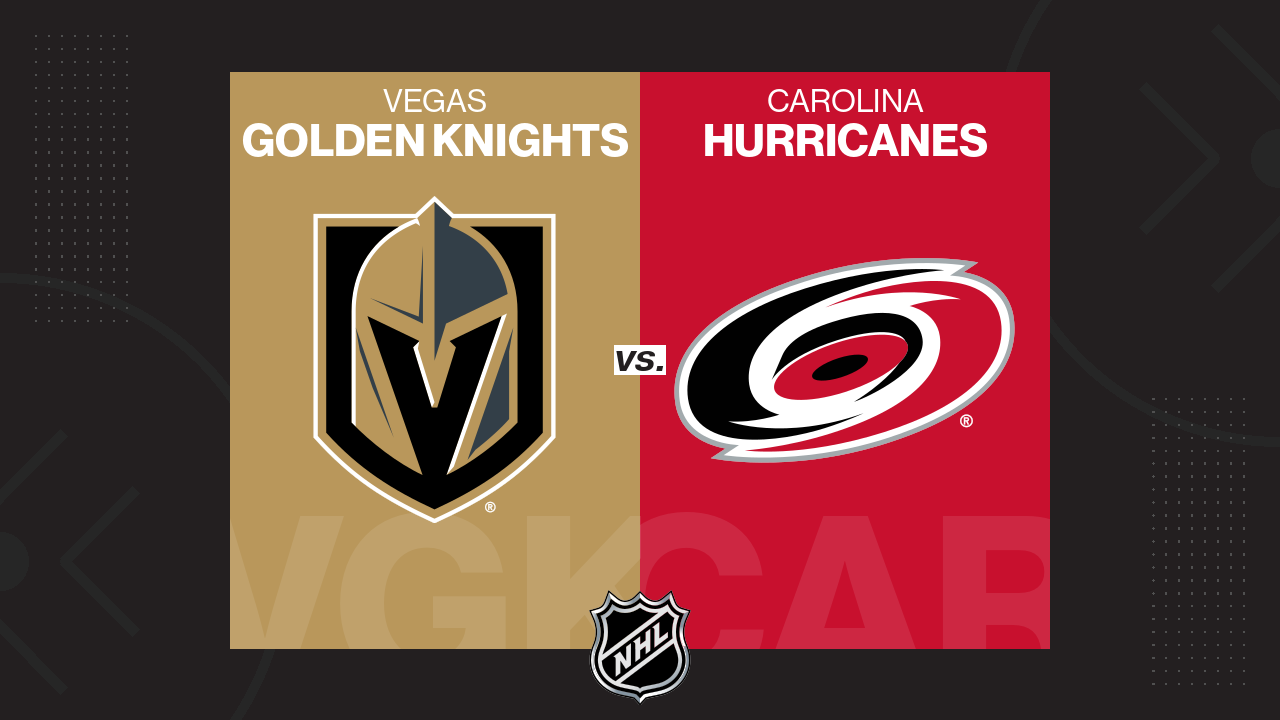 VEGAS
GOLDEN KNIGHTS
CAROLINA
HURRICANES
vs.
®
®
VGK
CAR
NHL